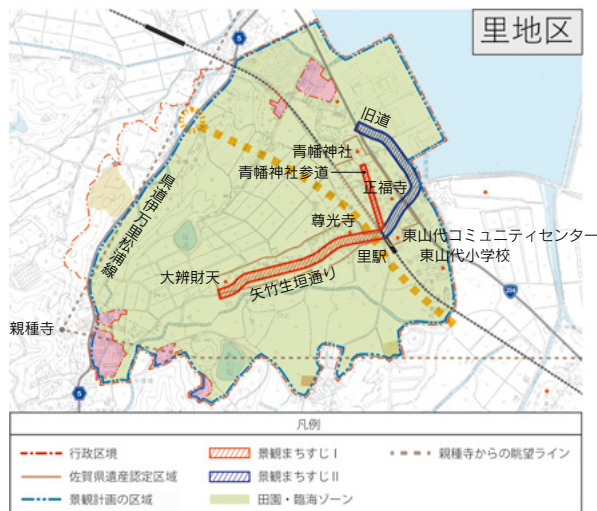 里地区
5
旧道
青幡神社
青幡神社参道
正福寺
県道伊万里松浦線
尊光寺
東山代コミュニティセンター
里駅
東山代小学校
大辨財天
矢竹生垣通り
204
親種寺
5
凡例
行政区境
景観まちすじⅠ
親種寺からの眺望ライン
佐賀県遺産認定区域
景観まちすじⅡ
景観計画の区域
田園・臨海ゾーン